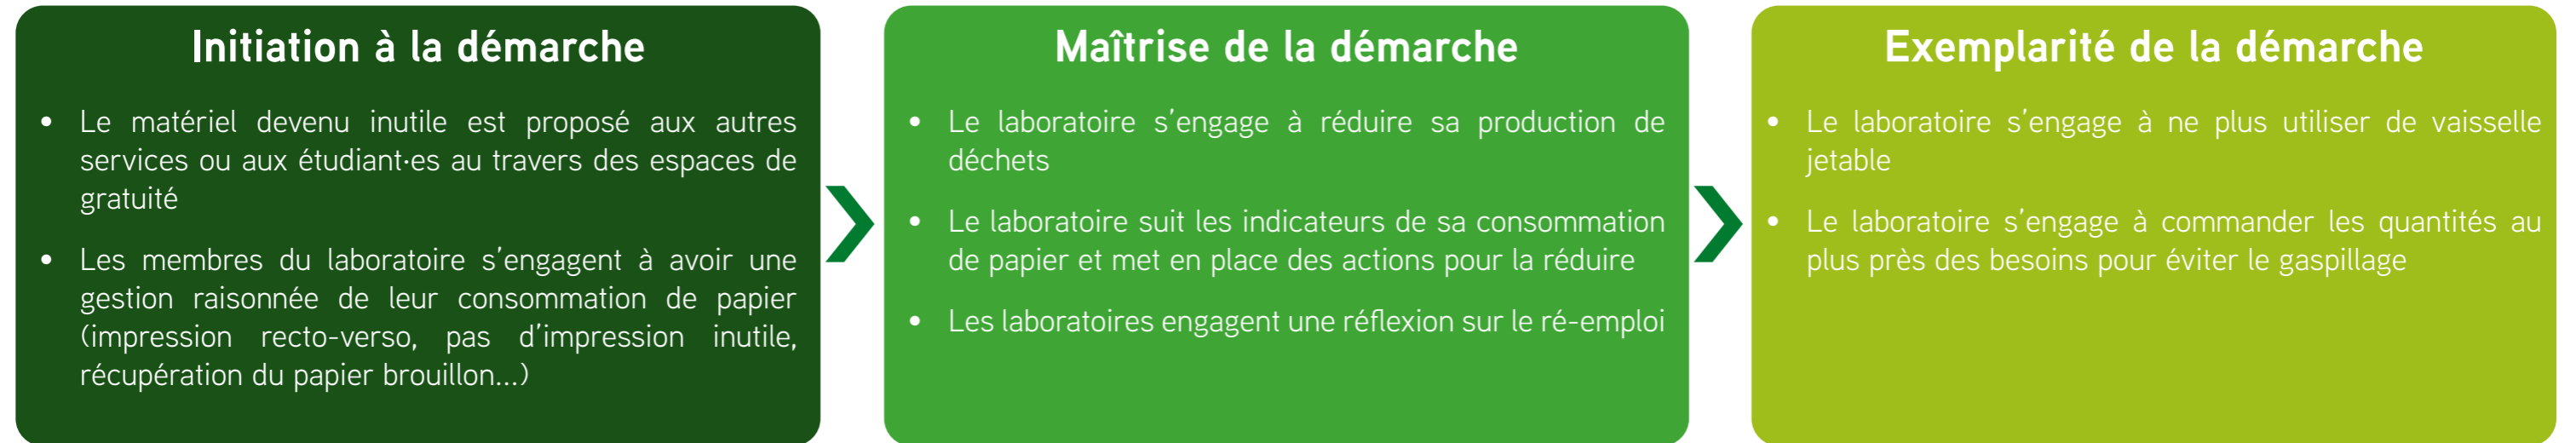 Initiation à la démarche
• Le matériel devenu inutile est proposé aux autres
services ou aux étudiant·es au travers des espaces de
gratuité
• Les membres du laboratoire s’engagent à avoir une
gestion raisonnée de leur consommation de papier
(impression recto-verso, pas d’impression inutile,
récupération du papier brouillon...)
Maîtrise de la démarche
• Le laboratoire s’engage à réduire sa production de
déchets
• Le laboratoire suit les indicateurs de sa consommation
de papier et met en place des actions pour la réduire
• Les laboratoires engagent une réflexion sur le ré-emploi
Exemplarité de la démarche
• Le laboratoire s’engage à ne plus utiliser de vaisselle
jetable
• Le laboratoire s’engage à commander les quantités au
plus près des besoins pour éviter le gaspillage